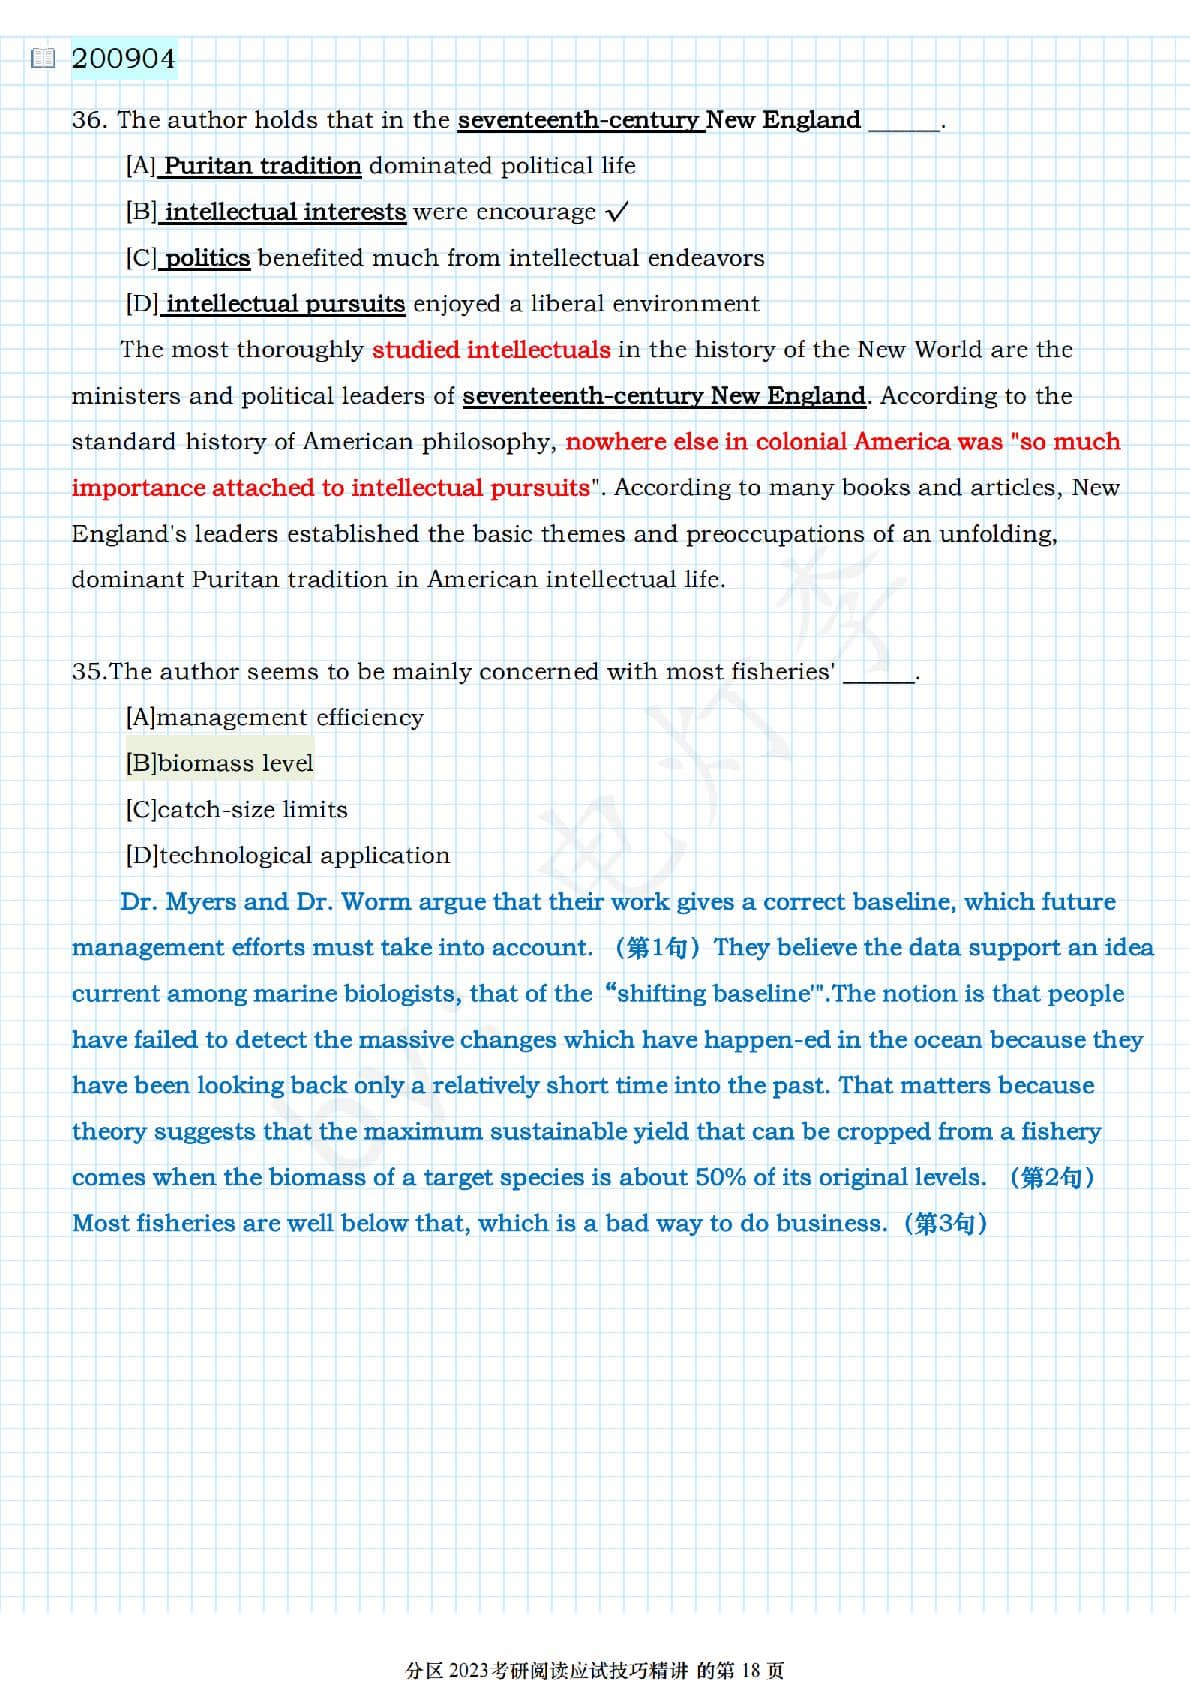 200904
36. The author holds that in the seventeenth-century New England ______.
[A] Puritan tradition dominated political life
[B] intellectual interests were encourage ✓
[C] politics benefited much from intellectual endeavors
[D] intellectual pursuits enjoyed a liberal environment
The most thoroughly studied intellectuals in the history of the New World are the
ministers and political leaders of seventeenth-century New England. According to the
standard history of American philosophy, nowhere else in colonial America was "so much
importance attached to intellectual pursuits". According to many books and articles, New
England's leaders established the basic themes and preoccupations of an unfolding,
dominant Puritan tradition in American intellectual life.
35.The author seems to be mainly concerned with most fisheries' ______.
[A]management efficiency
[B]biomass level
[C]catch-size limits
[D]technological application
Dr. Myers and Dr. Worm argue that their work gives a correct baseline, which future
management efforts must take into account. （第1句）They believe the data support an idea
current among marine biologists, that of the “shifting baseline'".The notion is that people
have failed to detect the massive changes which have happen-ed in the ocean because they
have been looking back only a relatively short time into the past. That matters because
theory suggests that the maximum sustainable yield that can be cropped from a fishery
comes when the biomass of a target species is about 50% of its original levels. （第2句）
Most fisheries are well below that, which is a bad way to do business.（第3句）
by：电灯李
分区 2023考研阅读应试技巧精讲 的第 18 页